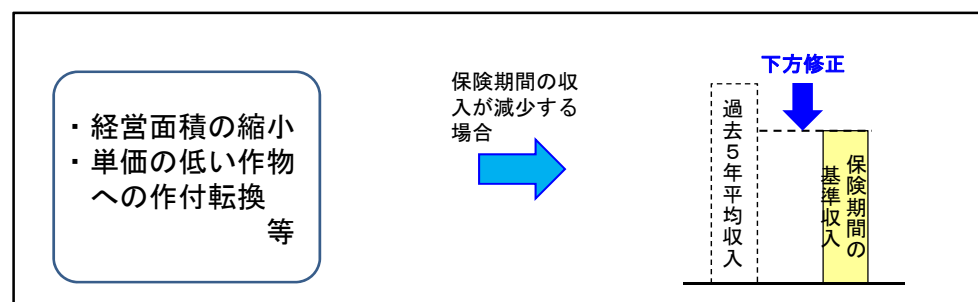 ・経営面積の縮小
・単価の低い作物
への作付転換
等
保険期間の収
入が減少する
場合
下方修正
過去５年平均収入
保険期間の
基準収入